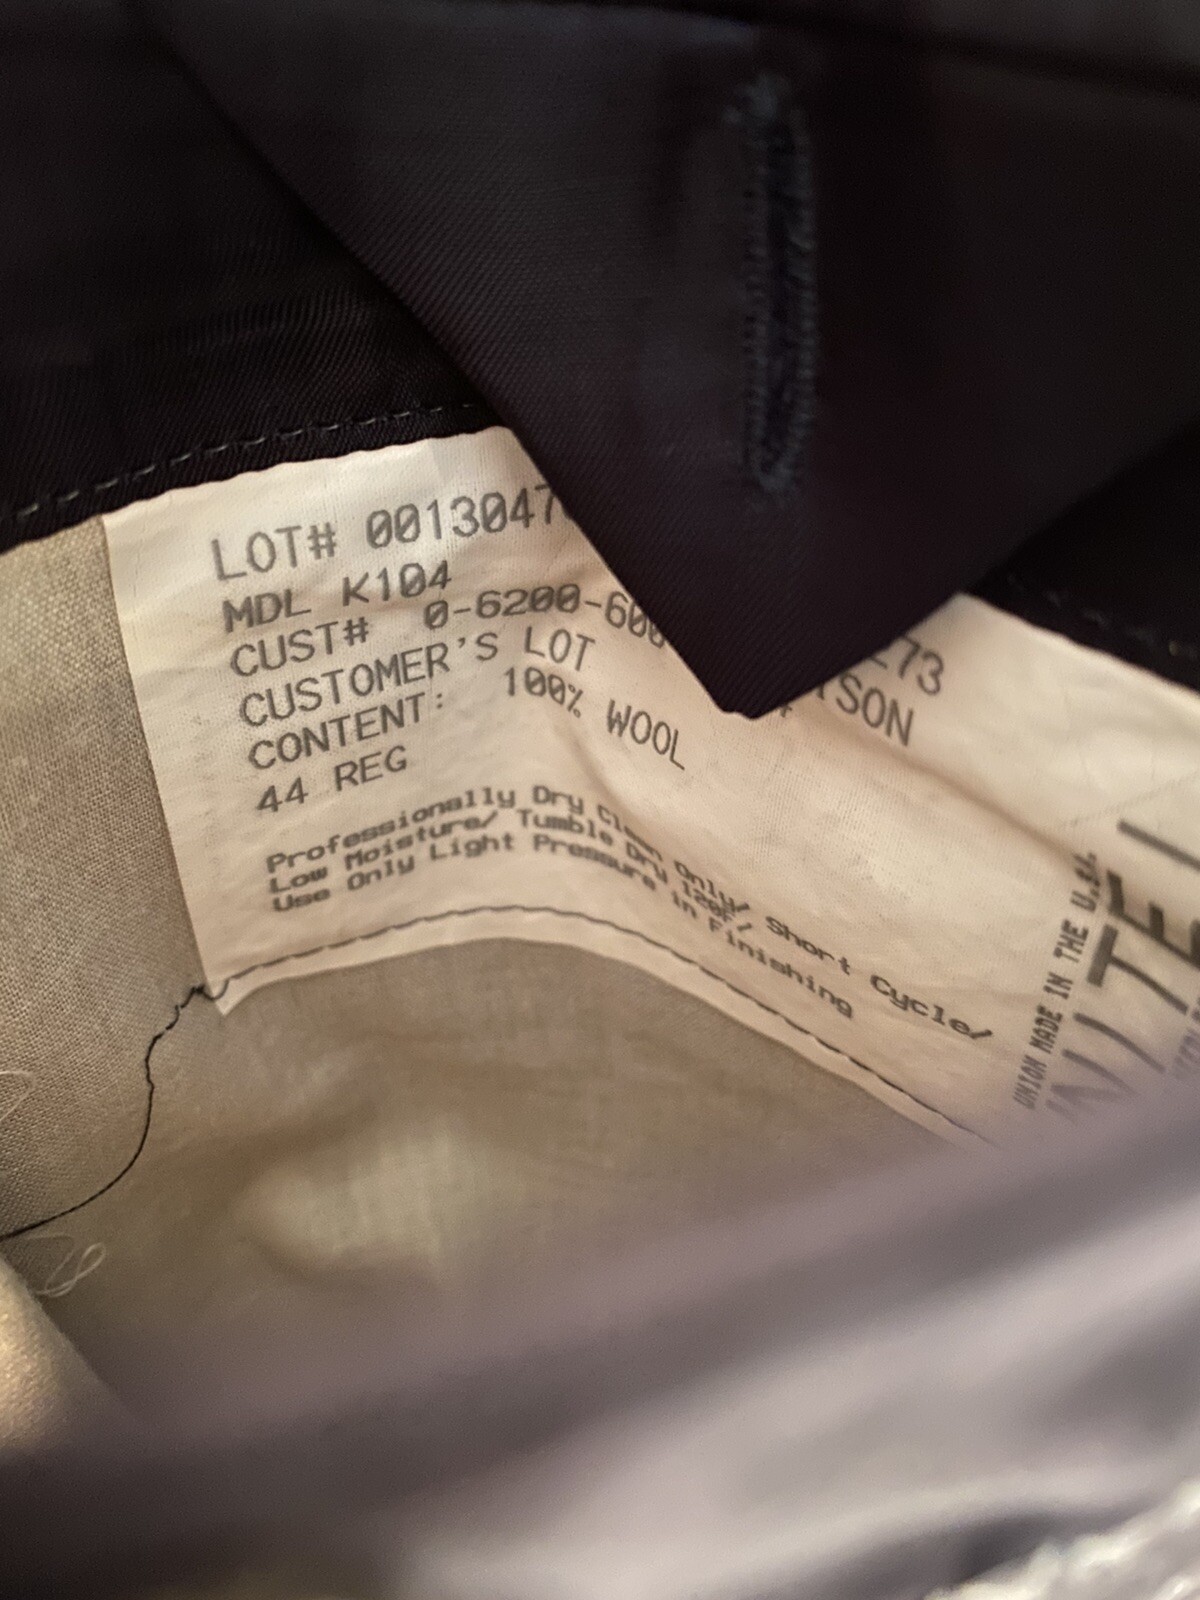 LOT# 0013047
MDL K104
CUST# 0-6200-600
CUSTOMER'S LOT
CONTENT: 100% WOOL
44 REG
273
SON
Professionally Dry Clean Only/ Short Cycle/
Low Moisture/ Tumble Dry 120F/
Use Only Light Pressure in Finishing
UNION MADE IN THE U.S.A.